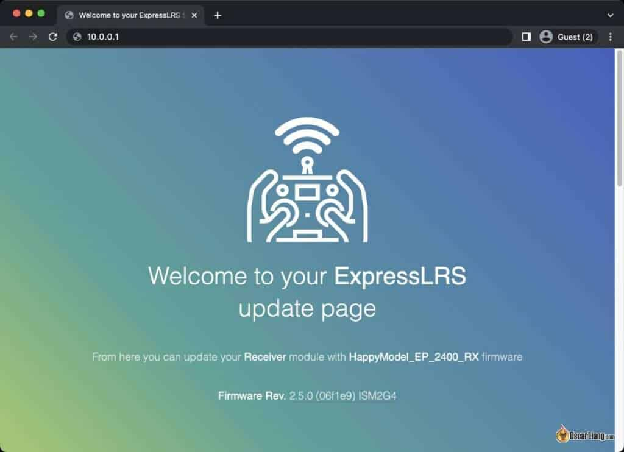 Welcome to your ExpressLRS
10.0.0.1
Guest (2)
Welcome to your ExpressLRS
update page
From here you can update your Receiver module with HappyModel_EP_2400_RX firmware
Firmware Rev. 2.5.0 (06f1e9) ISM2G4
OscarLiang.com